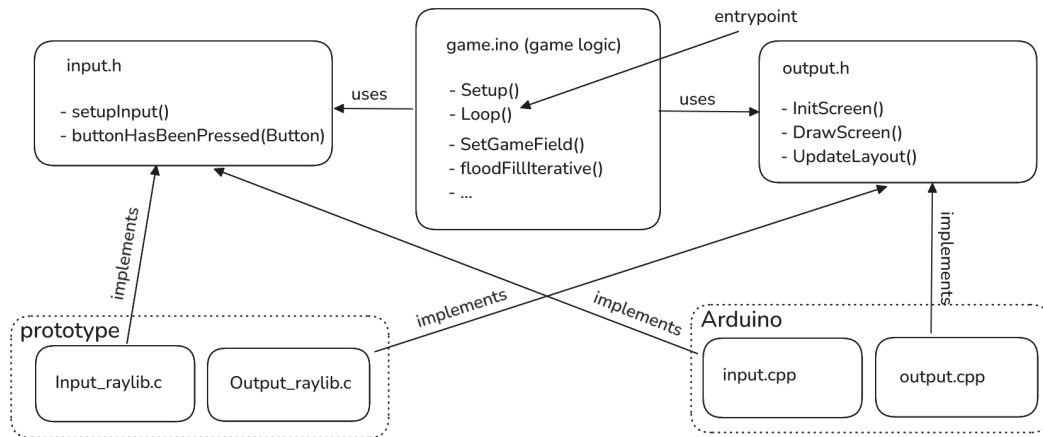 entrypoint
input.h
- setupInput()
- buttonHasBeenPressed(Button)
uses
game.ino (game logic)
- Setup()
- Loop()
- SetGameField()
- floodFillIterative()
- ...
uses
output.h
- InitScreen()
- DrawScreen()
- UpdateLayout()
implements
implements
implements
implements
prototype
Input_raylib.c
Output_raylib.c
Arduino
input.cpp
output.cpp